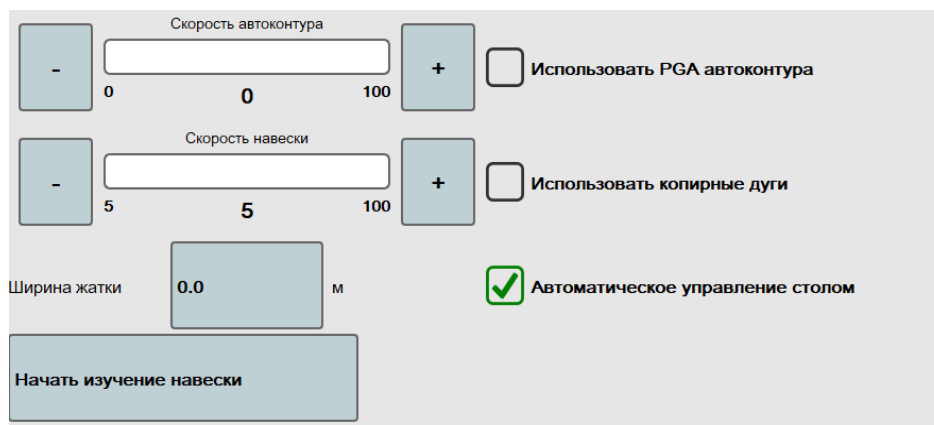 Скорость автоконтура
- + Использовать PGA автоконтура
0 0 100
Скорость навески
- + Использовать копирные дуги
5 5 100
Ширина жатки 0.0 м Автоматическое управление столом
Начать изучение навески